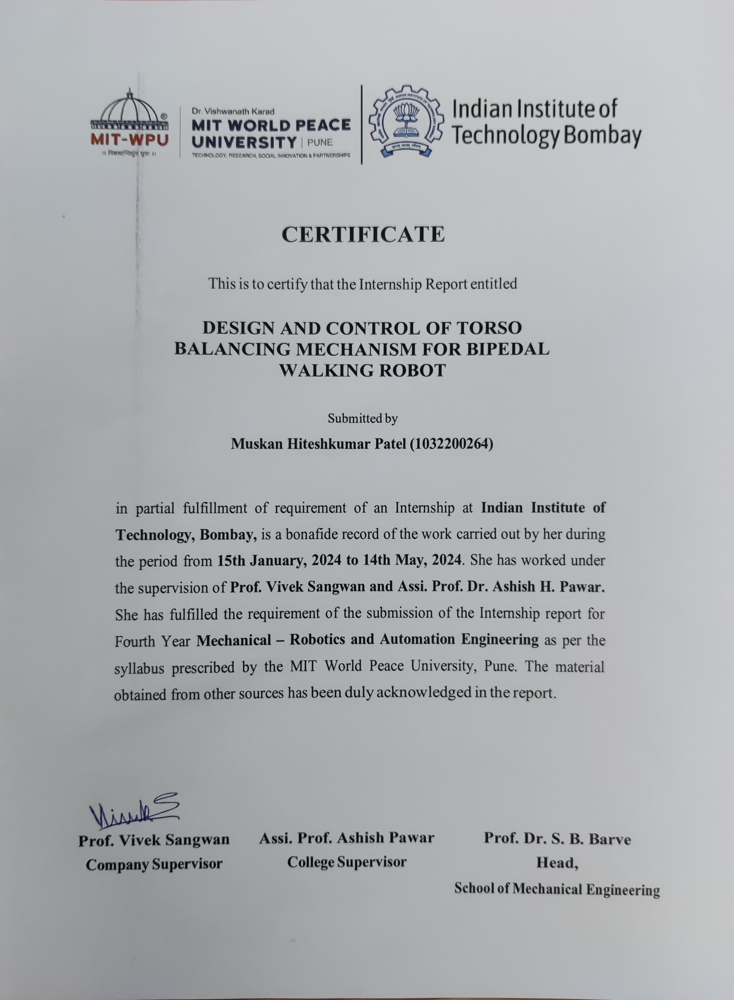 MIT-WPU
Dr. Vishwanath Karad
MIT WORLD PEACE
UNIVERSITY | PUNE
TECHNOLOGY, RESEARCH, SOCIAL INNOVATION & PARTNERSHIPS
Indian Institute of
Technology Bombay
CERTIFICATE
This is to certify that the Internship Report entitled
DESIGN AND CONTROL OF TORSO
BALANCING MECHANISM FOR BIPEDAL
WALKING ROBOT
Submitted by
Muskan Hiteshkumar Patel (1032200264)
in partial fulfillment of requirement of an Internship at Indian Institute of
Technology, Bombay, is a bonafide record of the work carried out by her during
the period from 15th January, 2024 to 14th May, 2024. She has worked under
the supervision of Prof. Vivek Sangwan and Assi. Prof. Dr. Ashish H. Pawar.
She has fulfilled the requirement of the submission of the Internship report for
Fourth Year Mechanical – Robotics and Automation Engineering as per the
syllabus prescribed by the MIT World Peace University, Pune. The material
obtained from other sources has been duly acknowledged in the report.
Prof. Vivek Sangwan
Company Supervisor
Assi. Prof. Ashish Pawar
College Supervisor
Prof. Dr. S. B. Barve
Head,
School of Mechanical Engineering